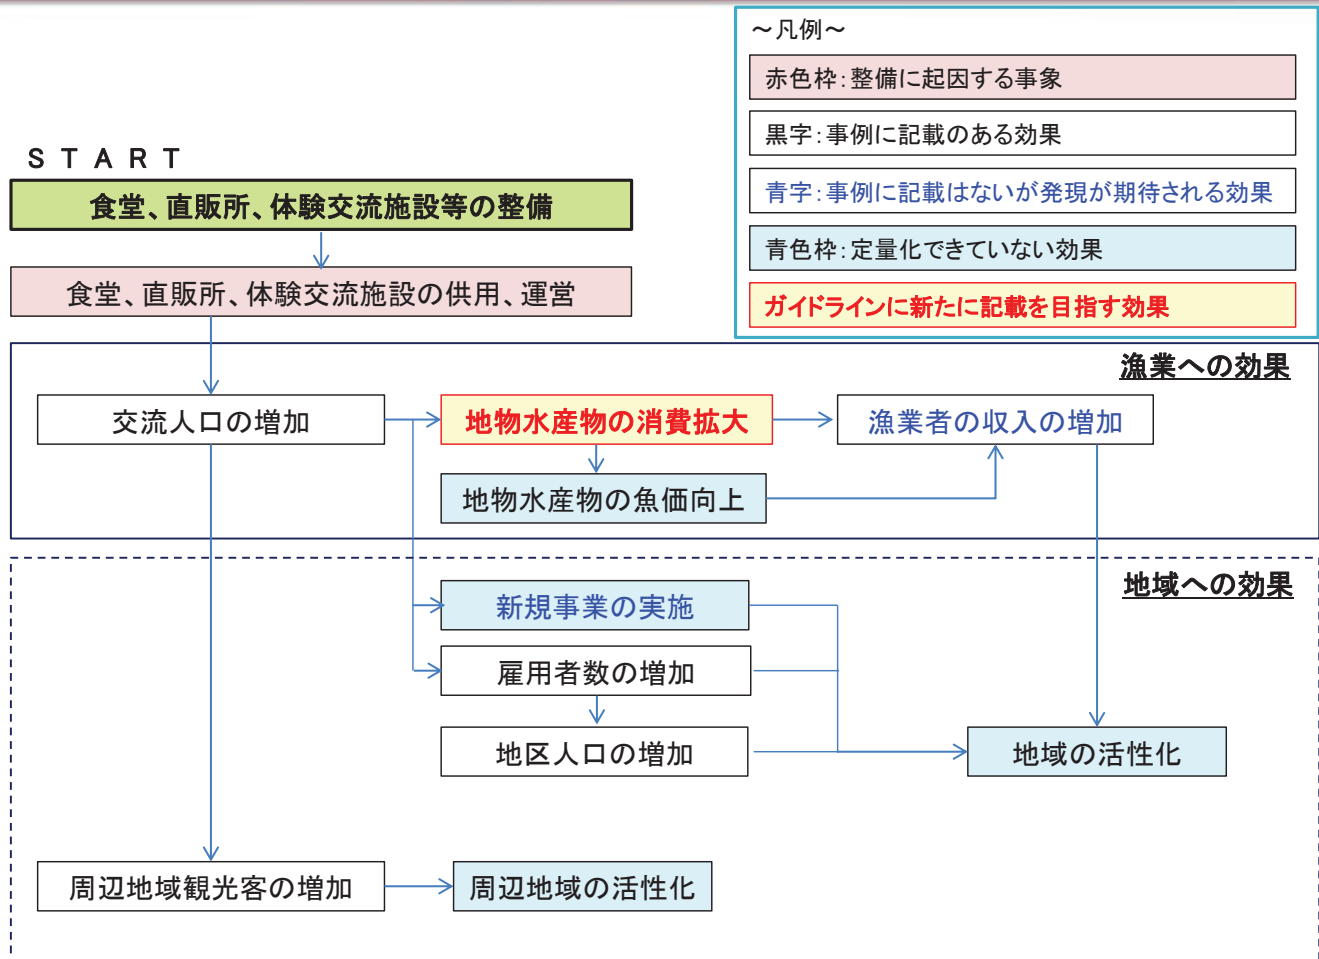 ～凡例～
赤色枠：整備に起因する事象
黒字：事例に記載のある効果
青字：事例に記載はないが発現が期待される効果
青色枠：定量化できていない効果
ガイドラインに新たに記載を目指す効果
ＳＴＡＲＴ
食堂、直販所、体験交流施設等の整備
食堂、直販所、体験交流施設の供用、運営
漁業への効果
交流人口の増加
地物水産物の消費拡大
漁業者の収入の増加
地物水産物の魚価向上
地域への効果
新規事業の実施
雇用者数の増加
地区人口の増加
地域の活性化
周辺地域観光客の増加
周辺地域の活性化